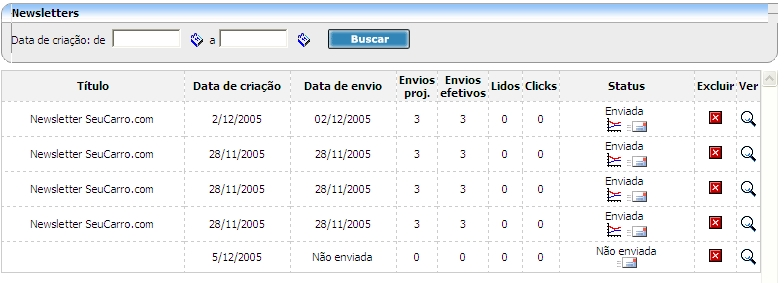 Newsletters
Data de criação: de a Buscar
Título Data de criação Data de envio Envios proj. Envios efetivos Lidos Clicks Status Excluir Ver
Newsletter SeuCarro.com 2/12/2005 02/12/2005 3 3 0 0 Enviada
Newsletter SeuCarro.com 28/11/2005 28/11/2005 3 3 0 0 Enviada
Newsletter SeuCarro.com 28/11/2005 28/11/2005 3 3 0 0 Enviada
Newsletter SeuCarro.com 28/11/2005 28/11/2005 3 3 0 0 Enviada
5/12/2005 Não enviada 0 0 0 0 Não enviada